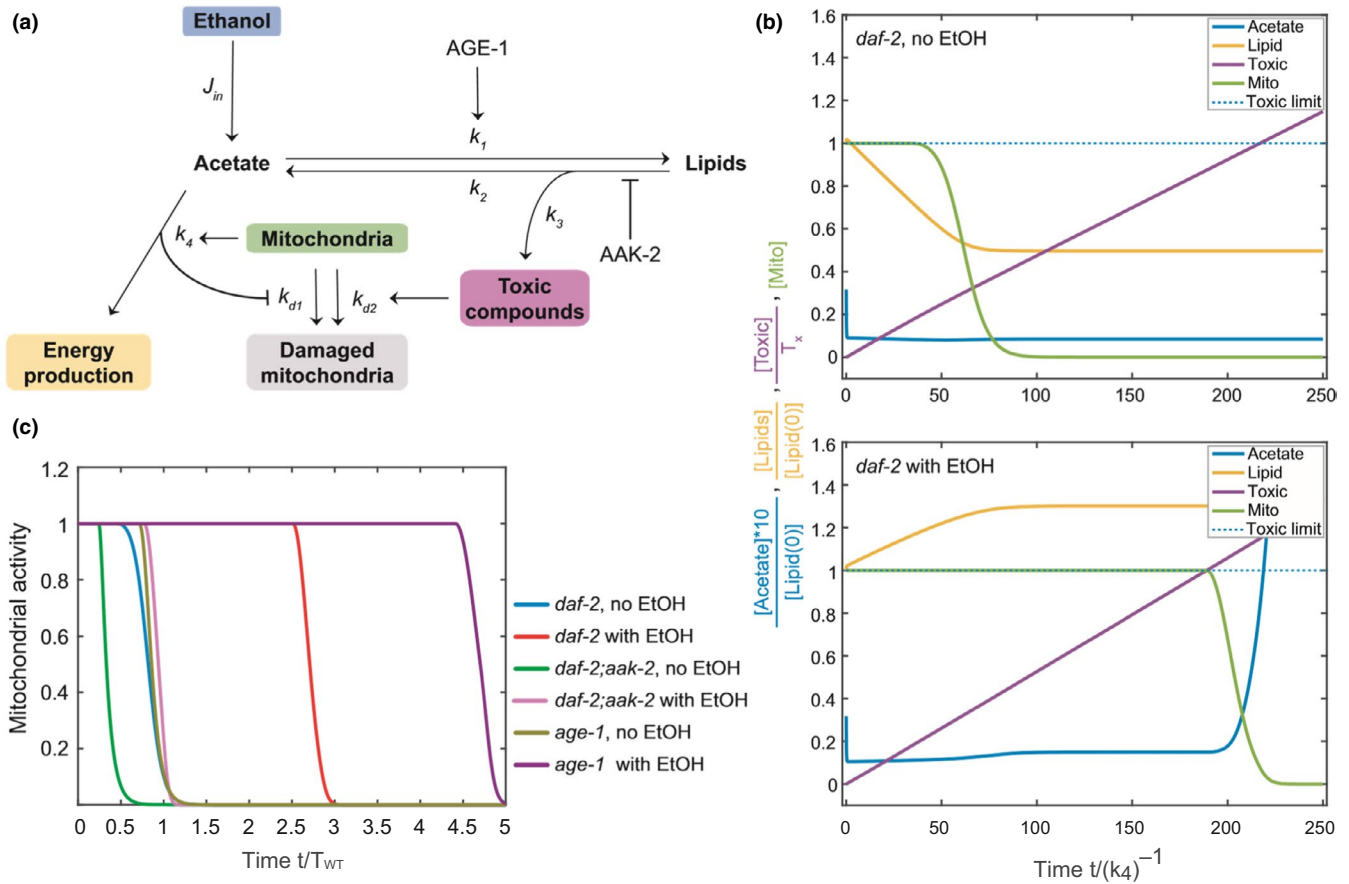 (a)
Ethanol
J_in
AGE-1
k_1
Acetate
Lipids
k_2
k_3
AAK-2
k_4
Mitochondria
k_d1
k_d2
Toxic
compounds
Energy
production
Damaged
mitochondria
(b)
daf-2, no EtOH
Acetate
Lipid
Toxic
Mito
Toxic limit
1.6
1.4
1.2
1
0.8
0.6
0.4
0.2
0
0
50
100
150
200
250
[Acetate]*10
[Lipid(0)]
,
[Lipids]
[Lipid(0)]
,
[Toxic]
T_x
, [Mito]
daf-2 with EtOH
Acetate
Lipid
Toxic
Mito
Toxic limit
1.6
1.4
1.2
1
0.8
0.6
0.4
0.2
0
0
50
100
150
200
250
Time t/(k_4)^–1
(c)
Mitochondrial activity
1.2
1
0.8
0.6
0.4
0.2
0
0.5
1
1.5
2
2.5
3
3.5
4
4.5
5
Time t/T_WT
daf-2, no EtOH
daf-2 with EtOH
daf-2;aak-2, no EtOH
daf-2;aak-2 with EtOH
age-1, no EtOH
age-1 with EtOH